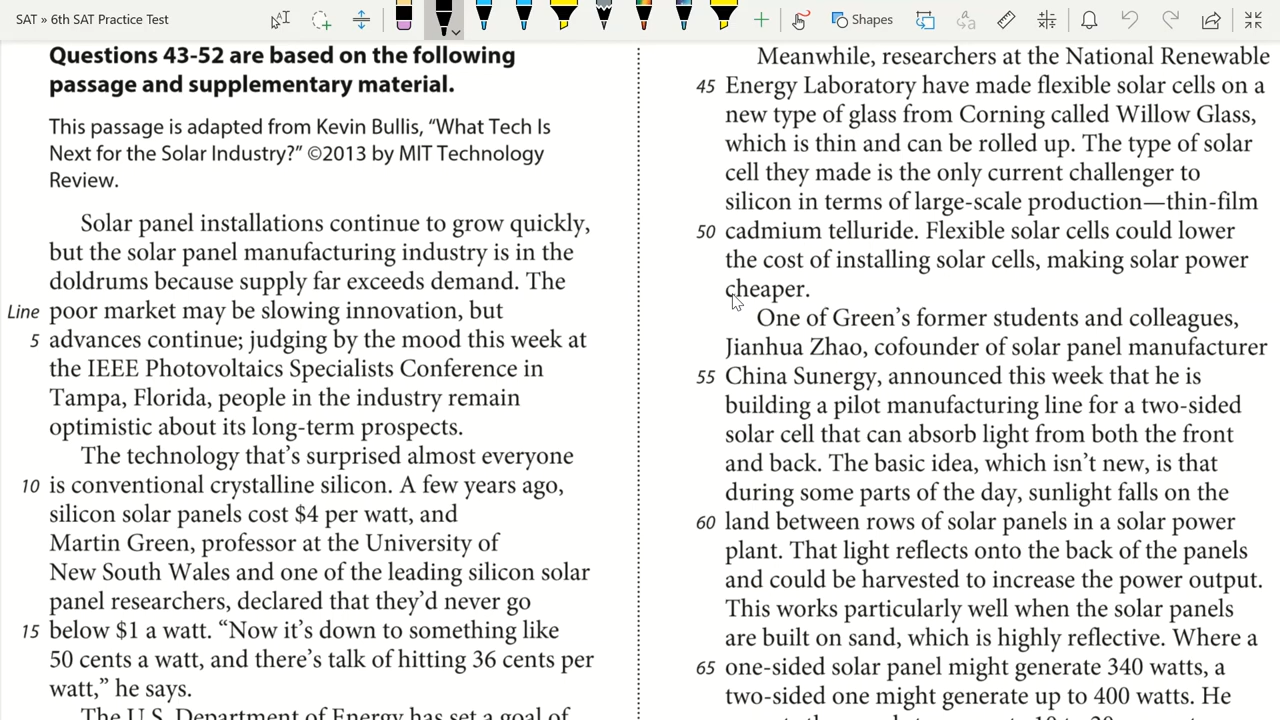 SAT » 6th SAT Practice Test
Shapes
Questions 43-52 are based on the following
passage and supplementary material.
This passage is adapted from Kevin Bullis, “What Tech Is
Next for the Solar Industry?” ©2013 by MIT Technology
Review.
Solar panel installations continue to grow quickly,
but the solar panel manufacturing industry is in the
doldrums because supply far exceeds demand. The
Line poor market may be slowing innovation, but
5 advances continue; judging by the mood this week at
the IEEE Photovoltaics Specialists Conference in
Tampa, Florida, people in the industry remain
optimistic about its long-term prospects.
The technology that’s surprised almost everyone
10 is conventional crystalline silicon. A few years ago,
silicon solar panels cost $4 per watt, and
Martin Green, professor at the University of
New South Wales and one of the leading silicon solar
panel researchers, declared that they’d never go
15 below $1 a watt. “Now it’s down to something like
50 cents a watt, and there’s talk of hitting 36 cents per
watt,” he says.
The U.S. Department of Energy has set a goal of
Meanwhile, researchers at the National Renewable
45 Energy Laboratory have made flexible solar cells on a
new type of glass from Corning called Willow Glass,
which is thin and can be rolled up. The type of solar
cell they made is the only current challenger to
silicon in terms of large-scale production—thin-film
50 cadmium telluride. Flexible solar cells could lower
the cost of installing solar cells, making solar power
cheaper.
One of Green’s former students and colleagues,
Jianhua Zhao, cofounder of solar panel manufacturer
55 China Sunergy, announced this week that he is
building a pilot manufacturing line for a two-sided
solar cell that can absorb light from both the front
and back. The basic idea, which isn’t new, is that
during some parts of the day, sunlight falls on the
60 land between rows of solar panels in a solar power
plant. That light reflects onto the back of the panels
and could be harvested to increase the power output.
This works particularly well when the solar panels
are built on sand, which is highly reflective. Where a
65 one-sided solar panel might generate 340 watts, a
two-sided one might generate up to 400 watts. He